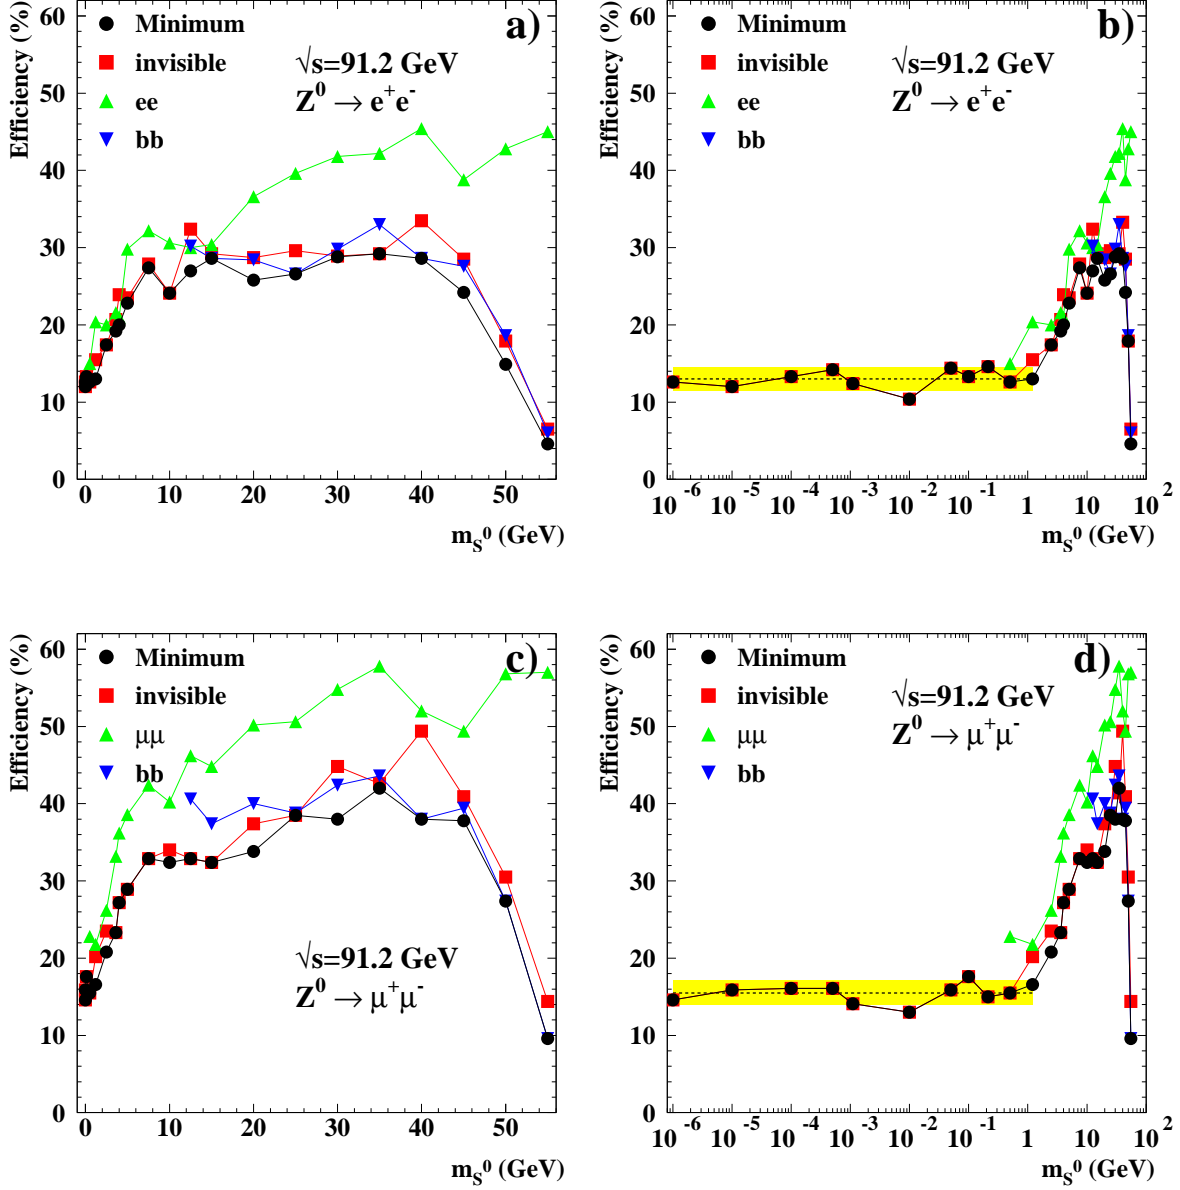 Efficiency (%)
60
50
40
30
20
10
0
a)
Minimum
invisible
ee
bb
√s=91.2 GeV
Z⁰ → e⁺e⁻
0 10 20 30 40 50
m_S⁰ (GeV)
Efficiency (%)
60
50
40
30
20
10
0
b)
Minimum
invisible
ee
bb
√s=91.2 GeV
Z⁰ → e⁺e⁻
10⁻⁶ 10⁻⁵ 10⁻⁴ 10⁻³ 10⁻² 10⁻¹ 1 10 10²
m_S⁰ (GeV)
Efficiency (%)
60
50
40
30
20
10
0
c)
Minimum
invisible
μμ
bb
√s=91.2 GeV
Z⁰ → μ⁺μ⁻
0 10 20 30 40 50
m_S⁰ (GeV)
Efficiency (%)
60
50
40
30
20
10
0
d)
Minimum
invisible
μμ
bb
√s=91.2 GeV
Z⁰ → μ⁺μ⁻
10⁻⁶ 10⁻⁵ 10⁻⁴ 10⁻³ 10⁻² 10⁻¹ 1 10 10²
m_S⁰ (GeV)